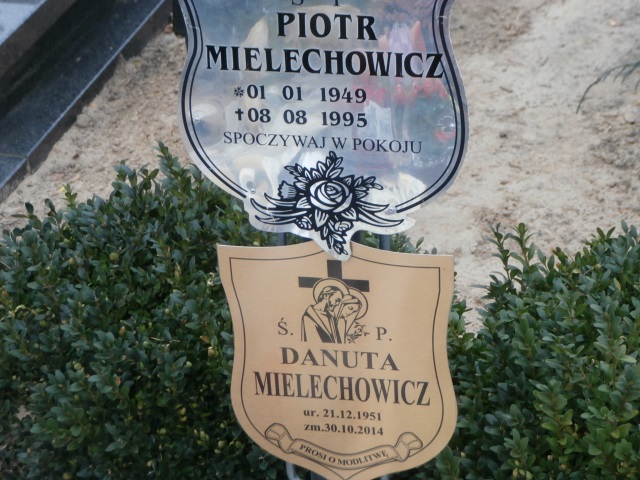 Ś P
PIOTR
MIELECHOWICZ
*01 01 1949
†08 08 1995
SPOCZYWAJ W POKOJU
Ś. P.
DANUTA
MIELECHOWICZ
ur. 21.12.1951
zm.30.10.2014
PROSI O MODLITWĘ